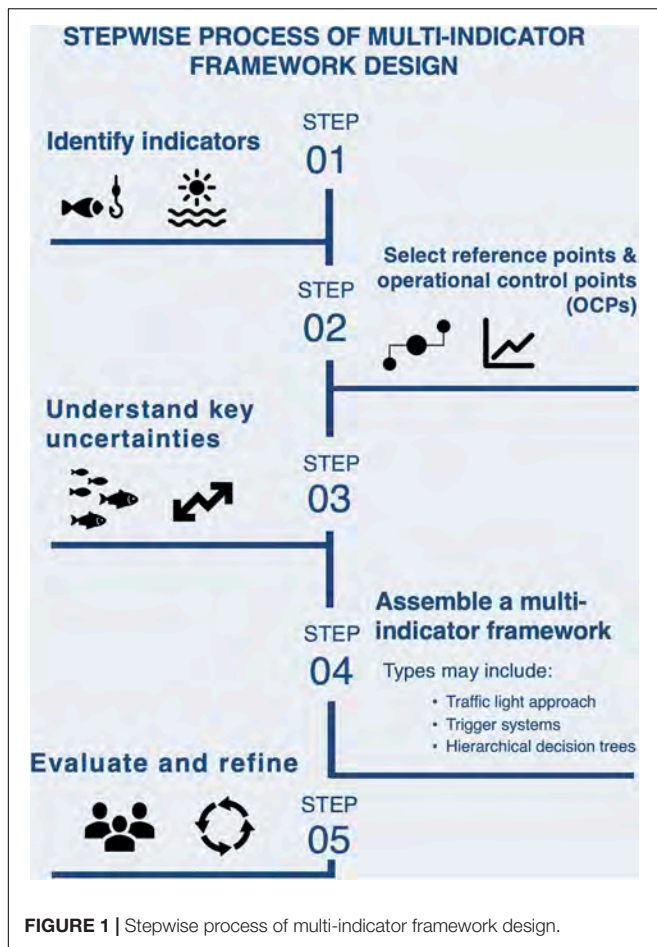 STEPWISE PROCESS OF MULTI-INDICATOR
FRAMEWORK DESIGN
STEP
01
Identify indicators
STEP
02
Select reference points &
operational control points
(OCPs)
Understand key
uncertainties
STEP
03
STEP
04
Assemble a multi-
indicator framework
Types may include:
• Traffic light approach
• Trigger systems
• Hierarchical decision trees
Evaluate and refine
STEP
05
FIGURE 1 | Stepwise process of multi-indicator framework design.